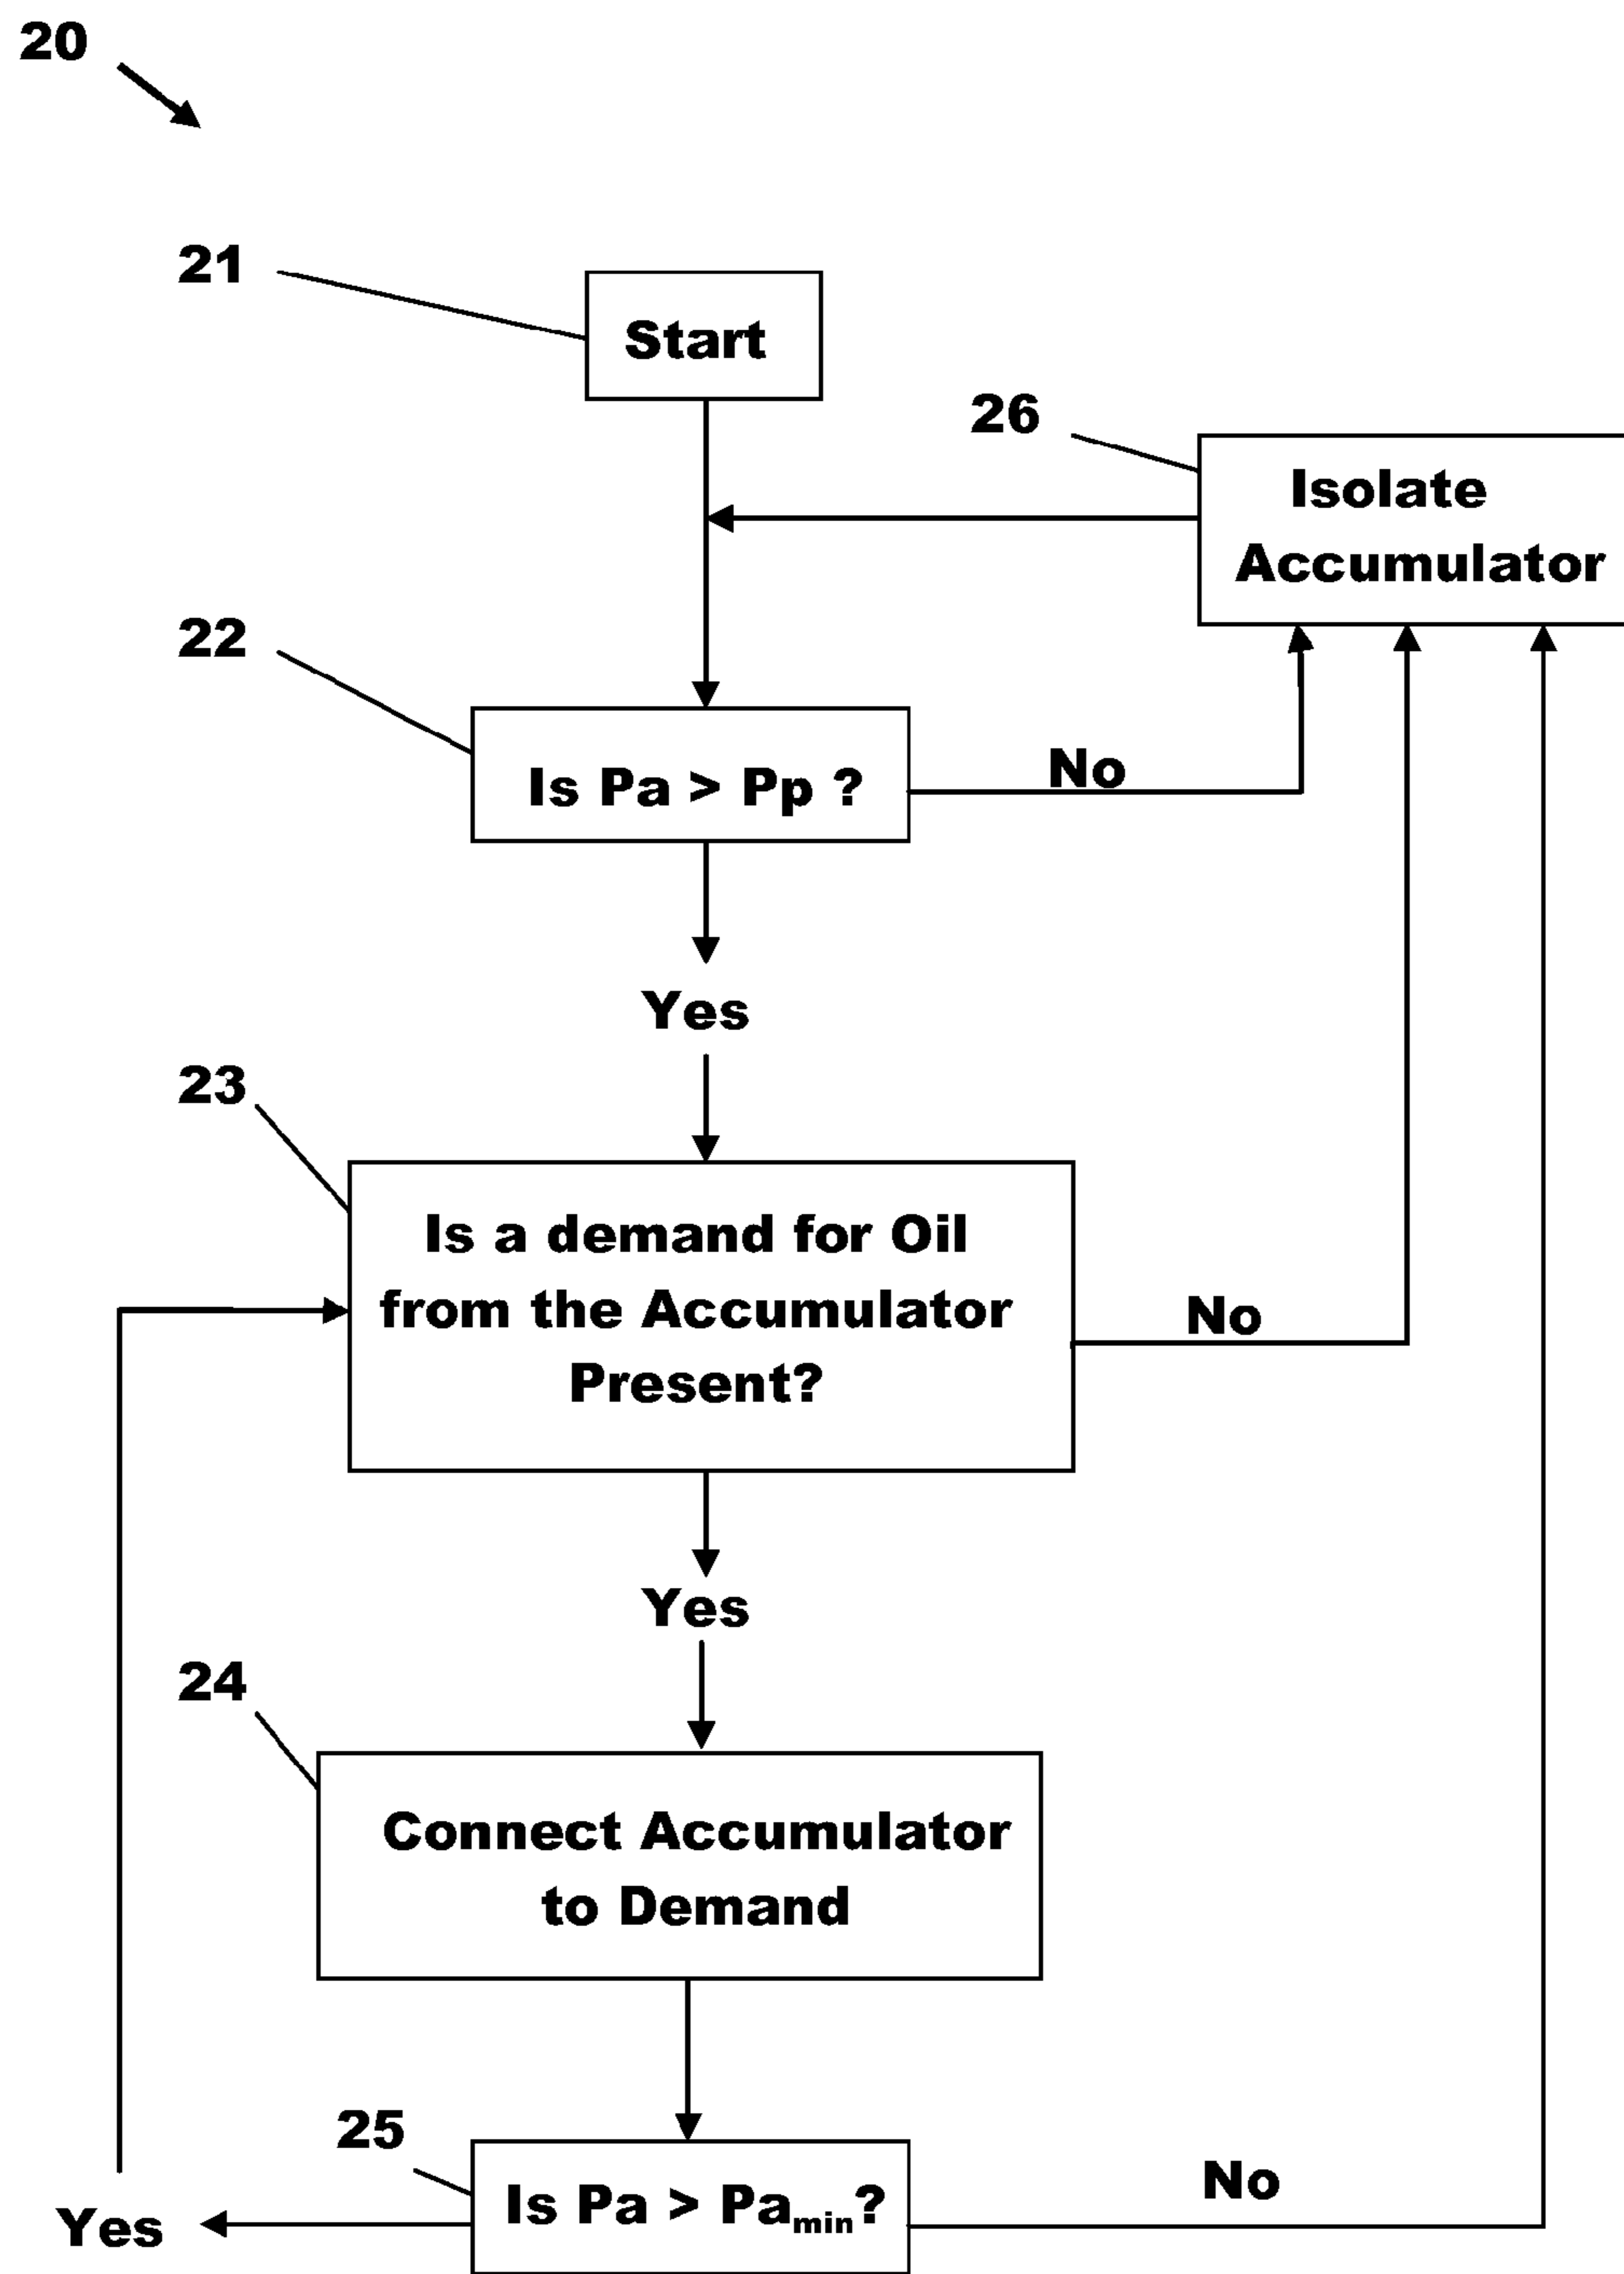 20
21
Start
26
Isolate
Accumulator
22
Is Pa > Pp ?
No
Yes
23
Is a demand for Oil
from the Accumulator
Present?
No
Yes
24
Connect Accumulator
to Demand
25
Is Pa > Pamin?
No
Yes